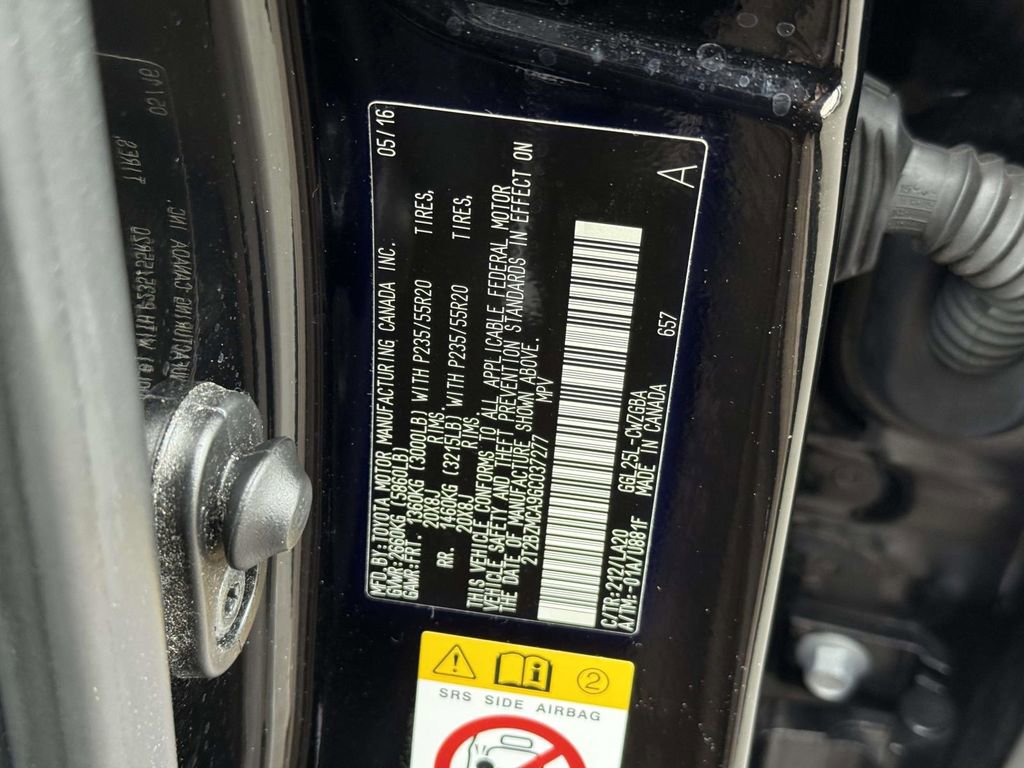 MFD.BY:TOYOTA MOTOR MANUFACTURING CANADA INC. 05/16
GVWR:2660KG (5860LB)
GAWR:FRT. 1360KG (3000LB) WITH P235/55R20 TIRES,
20X8J RIMS.
RR. 1460KG (3215LB) WITH P235/55R20 TIRES,
20X8J RIMS.
THIS VEHICLE CONFORMS TO ALL APPLICABLE FEDERAL MOTOR
VEHICLE SAFETY AND THEFT PREVENTION STANDARDS IN EFFECT ON
THE DATE OF MANUFACTURE SHOWN ABOVE.
2T2BZMCA9GC037277 MPV
C/TR:212/LA20 GGL25L-CWZGBA 657 A
A/TM:-01A/U881F MADE IN CANADA
2
SRS SIDE AIRBAG